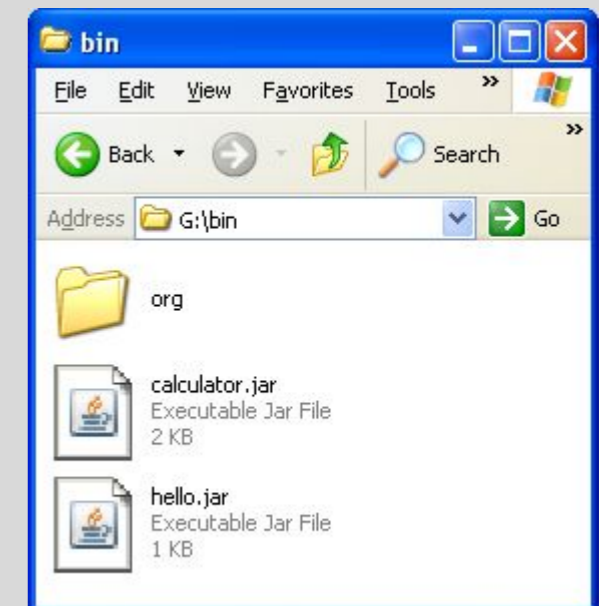 bin
File Edit View Favorites Tools »
Back Search »
Address G:\bin Go
org
calculator.jar
Executable Jar File
2 KB
hello.jar
Executable Jar File
1 KB